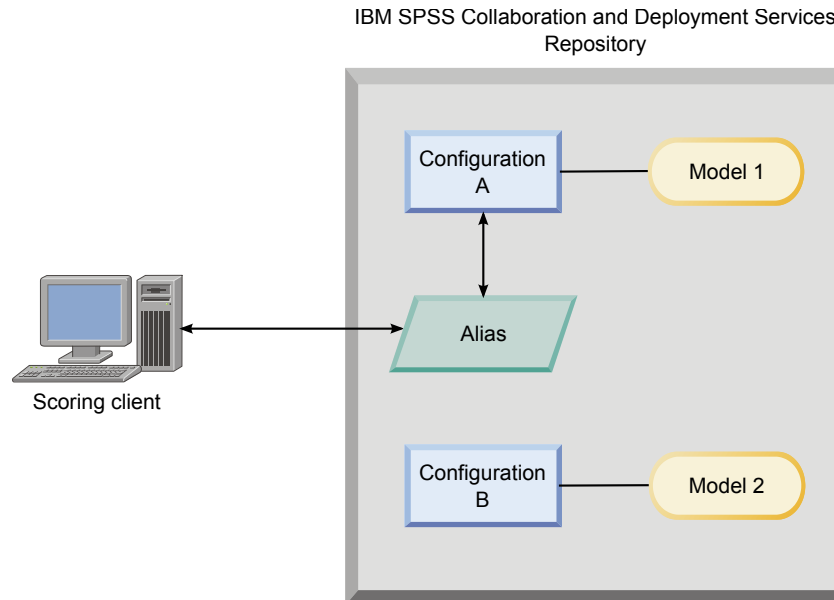 IBM SPSS Collaboration and Deployment Services
Repository
Configuration
A
Model 1
Alias
Scoring client
Configuration
B
Model 2